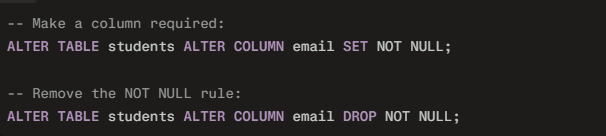 -- Make a column required:
ALTER TABLE students ALTER COLUMN email SET NOT NULL;
-- Remove the NOT NULL rule:
ALTER TABLE students ALTER COLUMN email DROP NOT NULL;